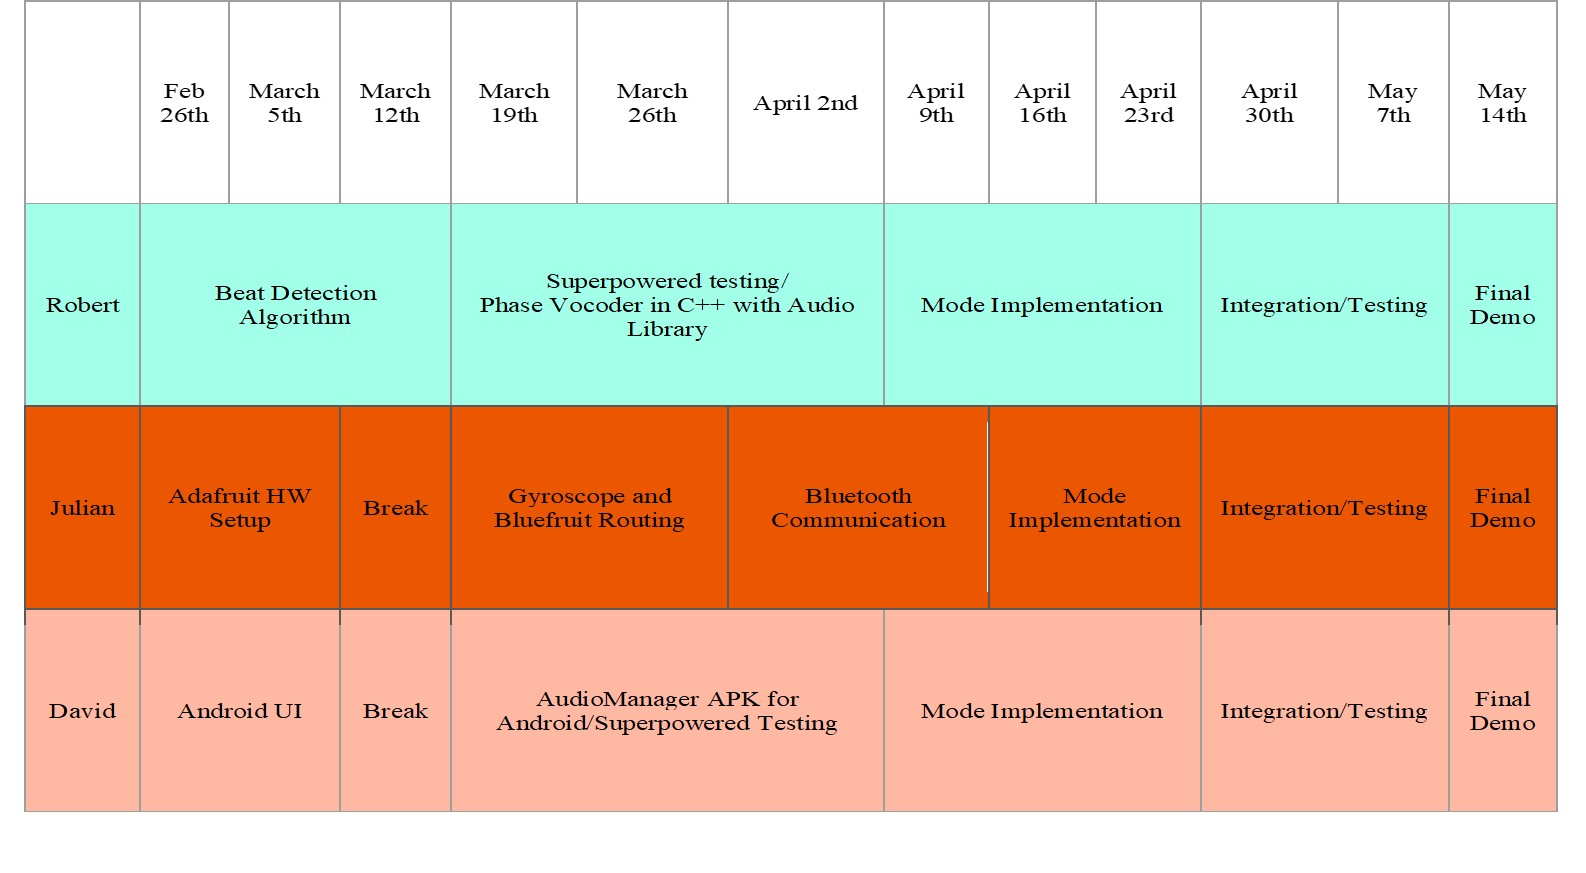 Feb
26th
March
5th
March
12th
March
19th
March
26th
April 2nd
April
9th
April
16th
April
23rd
April
30th
May
7th
May
14th
Robert
Beat Detection
Algorithm
Superpowered testing/
Phase Vocoder in C++ with Audio
Library
Mode Implementation
Integration/Testing
Final
Demo
Julian
Adafruit HW
Setup
Break
Gyroscope and
Bluefruit Routing
Bluetooth
Communication
Mode
Implementation
Integration/Testing
Final
Demo
David
Android UI
Break
AudioManager APK for
Android/Superpowered Testing
Mode Implementation
Integration/Testing
Final
Demo